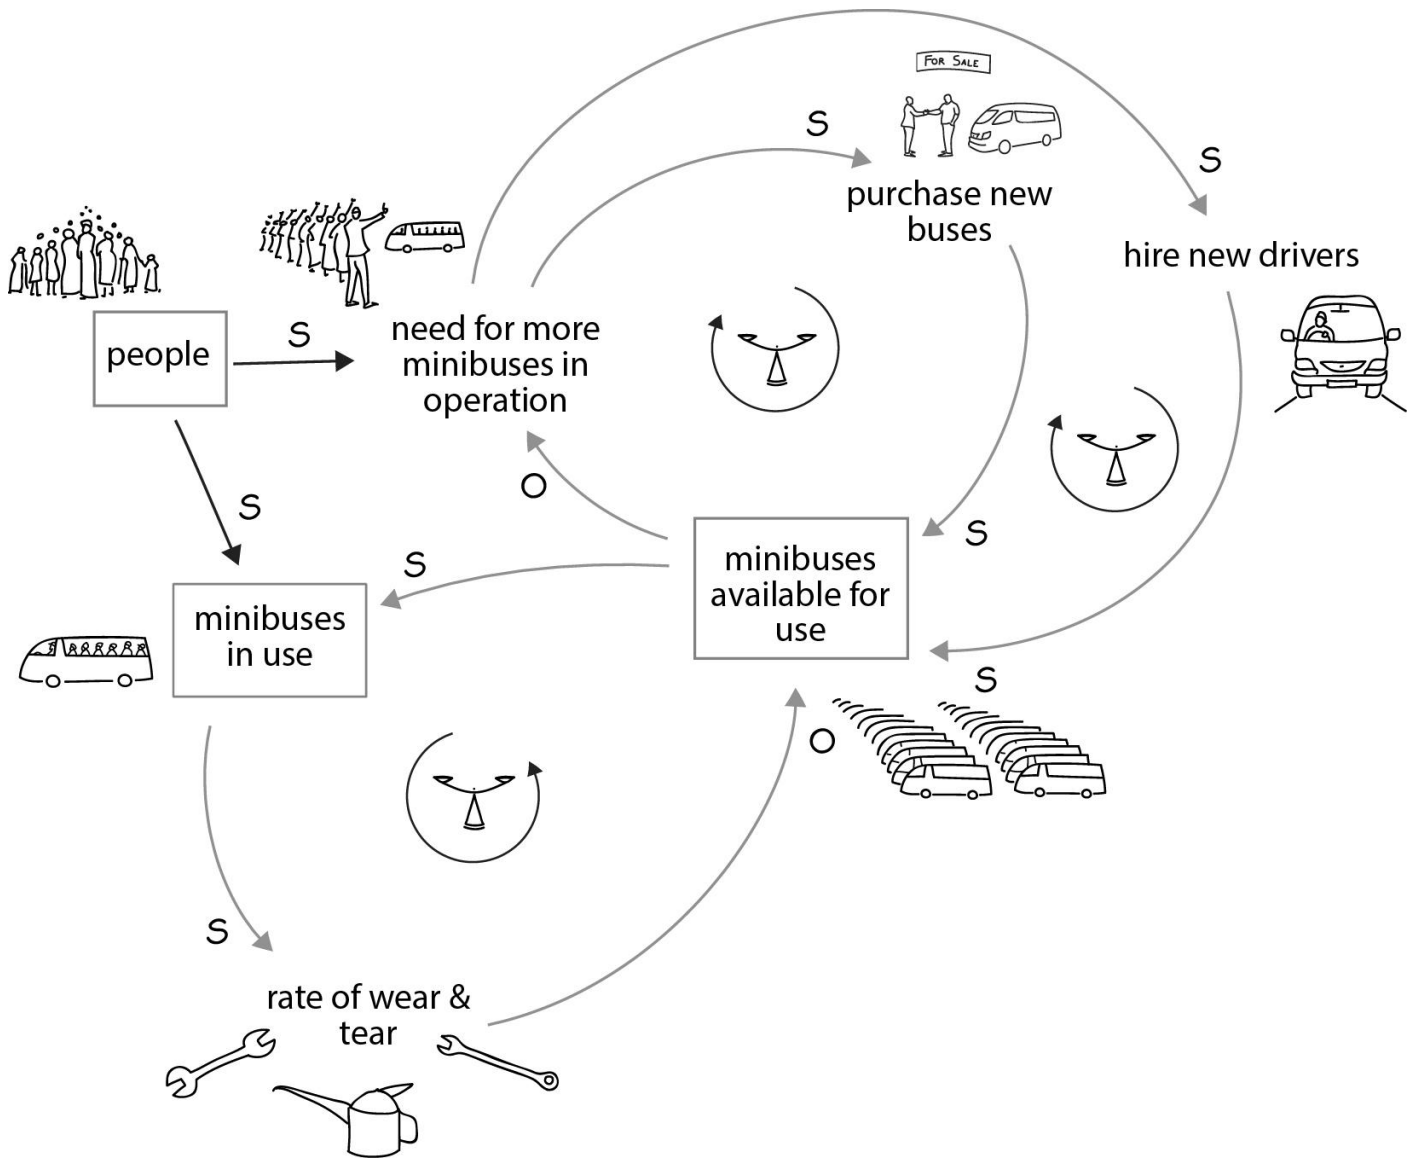 FOR SALE
S
purchase new
buses
S
hire new drivers
people
S
need for more
minibuses in
operation
S
O
S
minibuses
available for
use
S
S
minibuses
in use
S
O
S
rate of wear &
tear